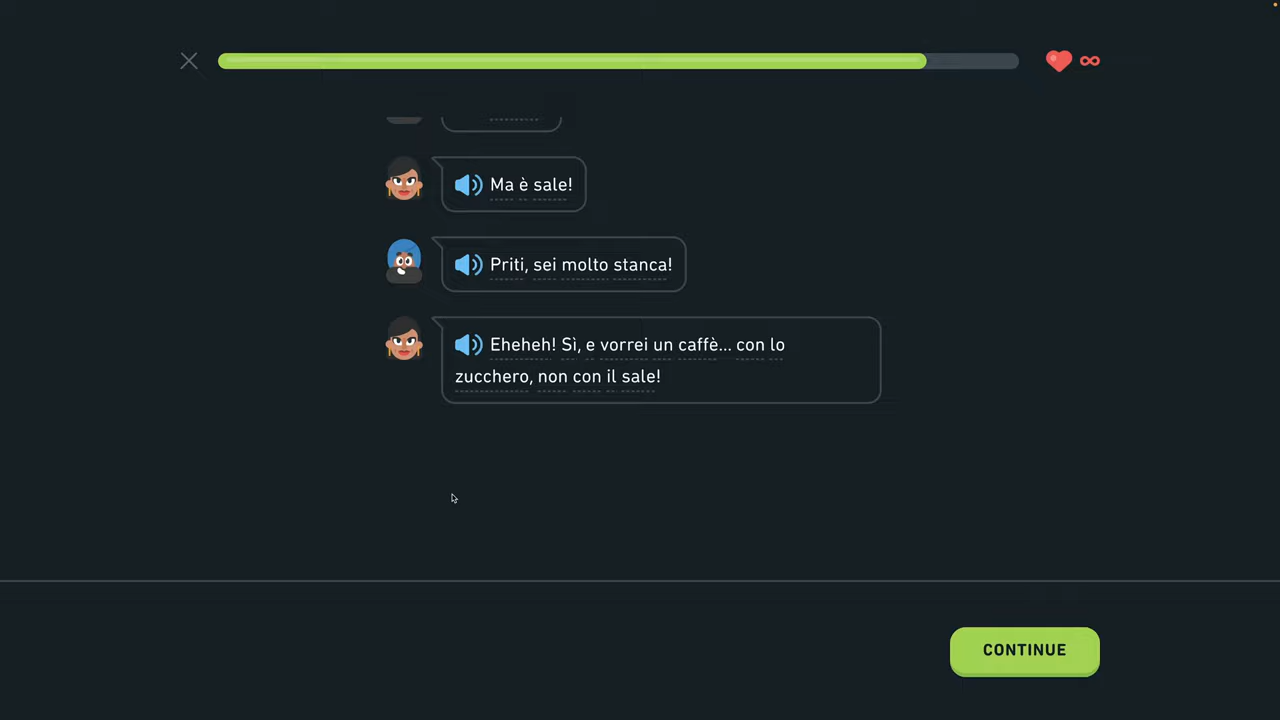 Ma è sale!
Priti, sei molto stanca!
Eheheh! Sì, e vorrei un caffè... con lo
zucchero, non con il sale!
CONTINUE